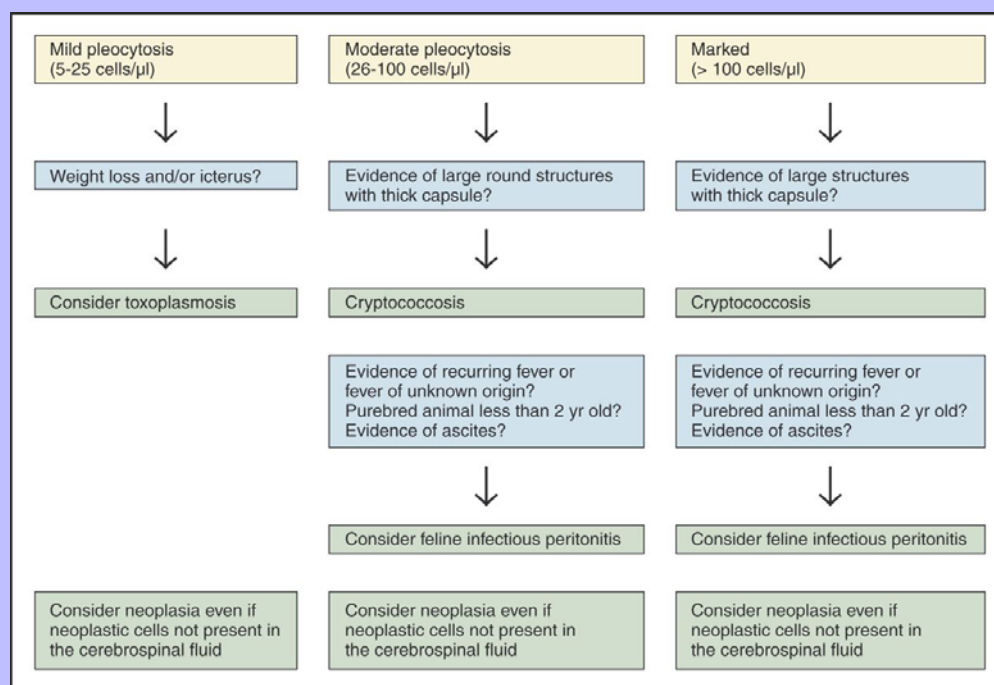 Mild pleocytosis
(5-25 cells/µl)
Weight loss and/or icterus?
Consider toxoplasmosis
Consider neoplasia even if
neoplastic cells not present in
the cerebrospinal fluid
Moderate pleocytosis
(26-100 cells/µl)
Evidence of large round structures
with thick capsule?
Cryptococcosis
Evidence of recurring fever or
fever of unknown origin?
Purebred animal less than 2 yr old?
Evidence of ascites?
Consider feline infectious peritonitis
Consider neoplasia even if
neoplastic cells not present in
the cerebrospinal fluid
Marked
(> 100 cells/µl)
Evidence of large structures
with thick capsule?
Cryptococcosis
Evidence of recurring fever or
fever of unknown origin?
Purebred animal less than 2 yr old?
Evidence of ascites?
Consider feline infectious peritonitis
Consider neoplasia even if
neoplastic cells not present in
the cerebrospinal fluid